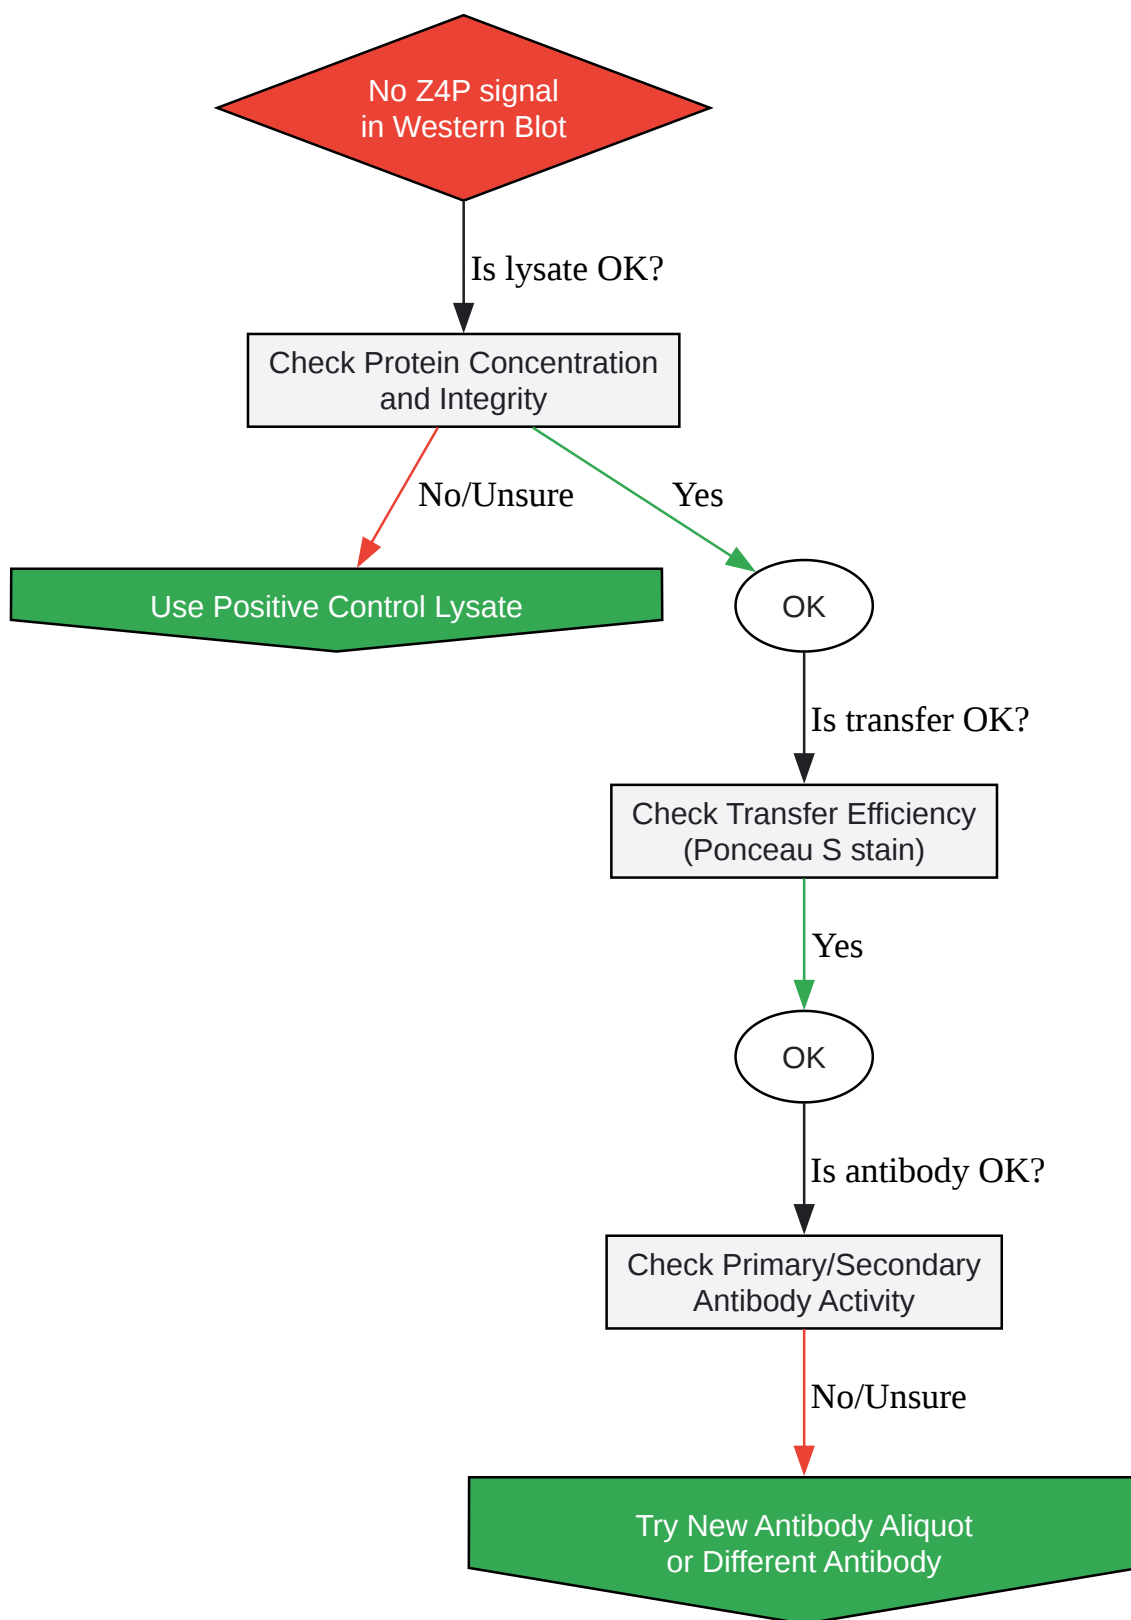 No Z4P signal
in Western Blot
Is lysate OK?
Check Protein Concentration
and Integrity
No/Unsure
Yes
Use Positive Control Lysate
OK
Is transfer OK?
Check Transfer Efficiency
(Ponceau S stain)
Yes
OK
Is antibody OK?
Check Primary/Secondary
Antibody Activity
No/Unsure
Try New Antibody Aliquot
or Different Antibody